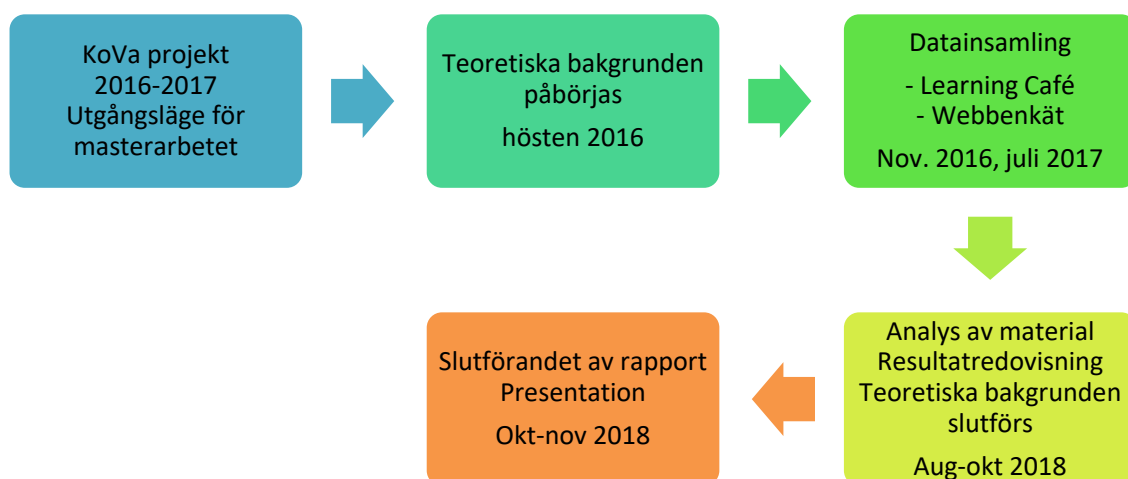 KoVa projekt
2016-2017
Utgångsläge för
masterarbetet
Teoretiska bakgrunden
påbörjas
hösten 2016
Datainsamling
- Learning Café
- Webbenkät
Nov. 2016, juli 2017
Analys av material
Resultatredovisning
Teoretiska bakgrunden
slutförs
Aug-okt 2018
Slutförandet av rapport
Presentation
Okt-nov 2018